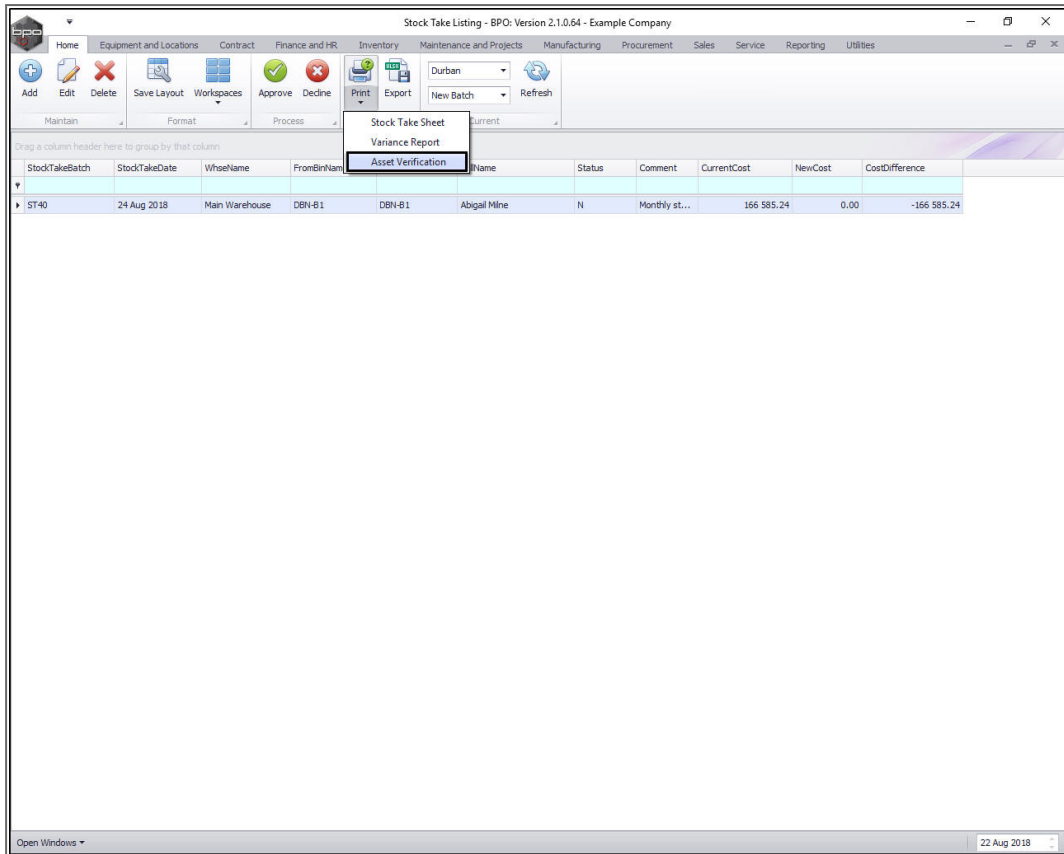 Stock Take Listing - BPO: Version 2.1.0.64 - Example Company
bpo
Home Equipment and Locations Contract Finance and HR Inventory Maintenance and Projects Manufacturing Procurement Sales Service Reporting Utilities
Durban
Add Edit Delete Save Layout Workspaces Approve Decline Print Export New Batch Refresh
Maintain Format Process Current
Stock Take Sheet
Variance Report
Asset Verification
Drag a column header here to group by that column
StockTakeBatch StockTakeDate WhseName FromBinNam Name Status Comment CurrentCost NewCost CostDifference
ST40 24 Aug 2018 Main Warehouse DBN-B1 DBN-B1 Abigail Milne N Monthly st... 166 585.24 0.00 -166 585.24
Open Windows 22 Aug 2018